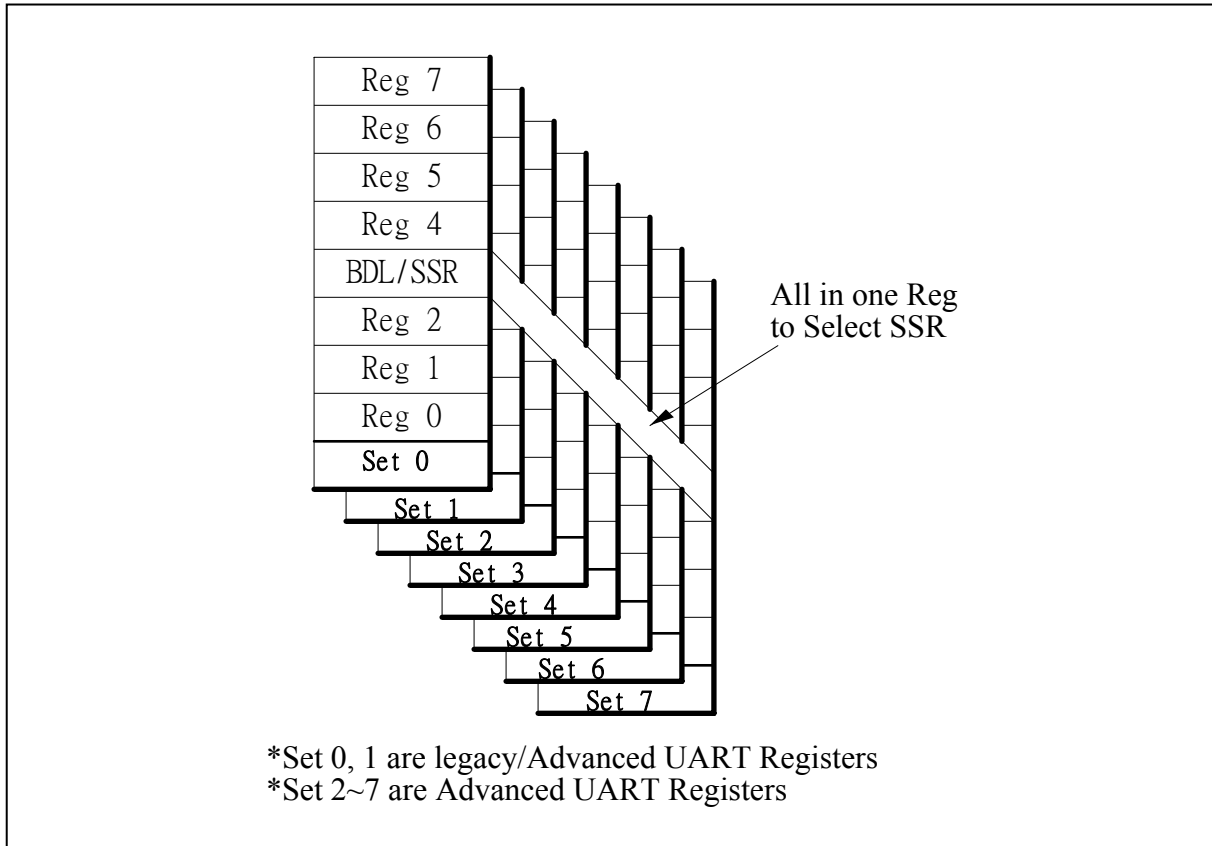 Reg 7
Reg 6
Reg 5
Reg 4
BDL/SSR
Reg 2
Reg 1
Reg 0
Set 0
Set 1
Set 2
Set 3
Set 4
Set 5
Set 6
Set 7
All in one Reg
to Select SSR
*Set 0, 1 are legacy/Advanced UART Registers
*Set 2~7 are Advanced UART Registers